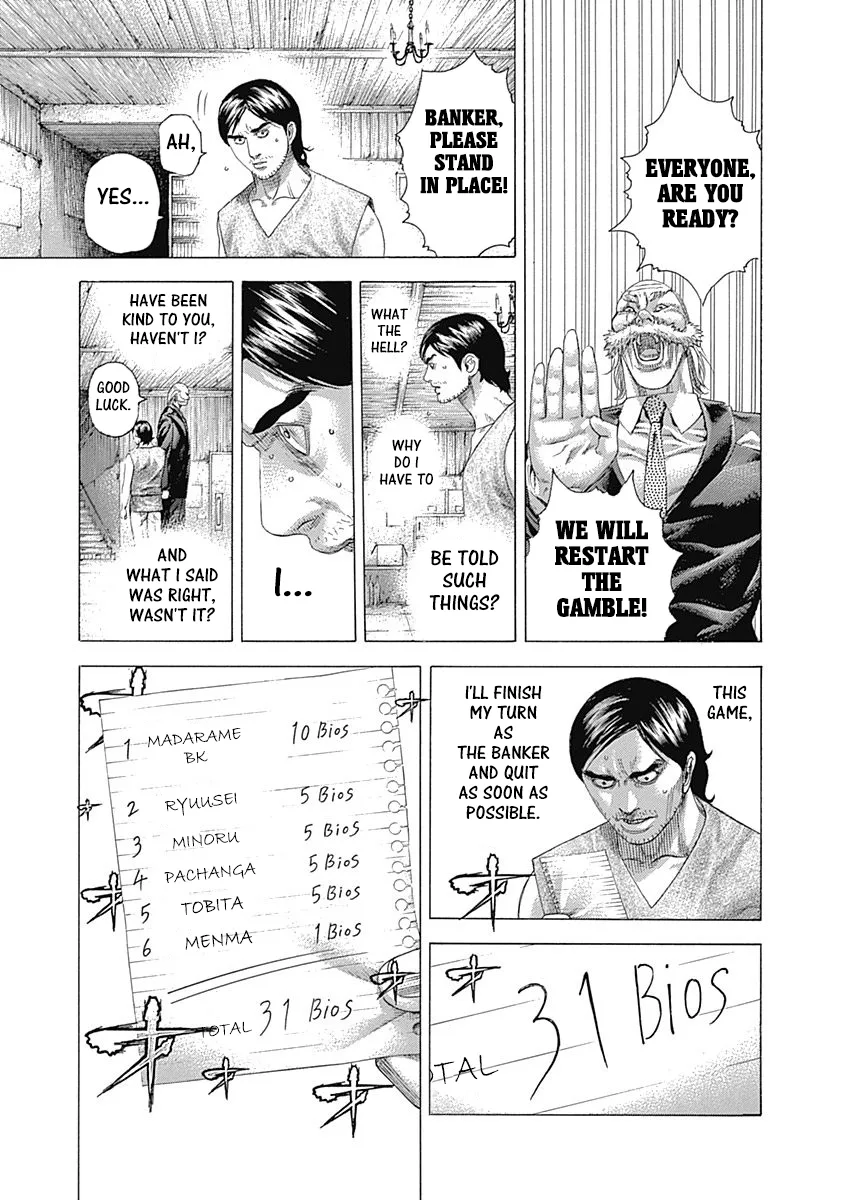 EVERYONE,
ARE YOU
READY?
WE WILL
RESTART
THE
GAMBLE!
BANKER,
PLEASE
STAND
IN PLACE!
AH,
YES...
WHAT
THE
HELL?
WHY
DO I
HAVE TO
BE TOLD
SUCH
THINGS?
I...
HAVE BEEN
KIND TO YOU,
HAVEN'T I?
GOOD
LUCK.
AND
WHAT I SAID
WAS RIGHT,
WASN'T IT?
THIS
GAME,
I'LL FINISH
MY TURN
AS
THE BANKER
AND QUIT
AS SOON AS
POSSIBLE.
TOTAL 31 Bios
1 MADARAME BK 10 Bios
2 RYUUSEI 5 Bios
3 MINORU 5 Bios
4 PACHANGA 5 Bios
5 TOBITA 5 Bios
6 MENMA 1 Bios
TOTAL 31 Bios